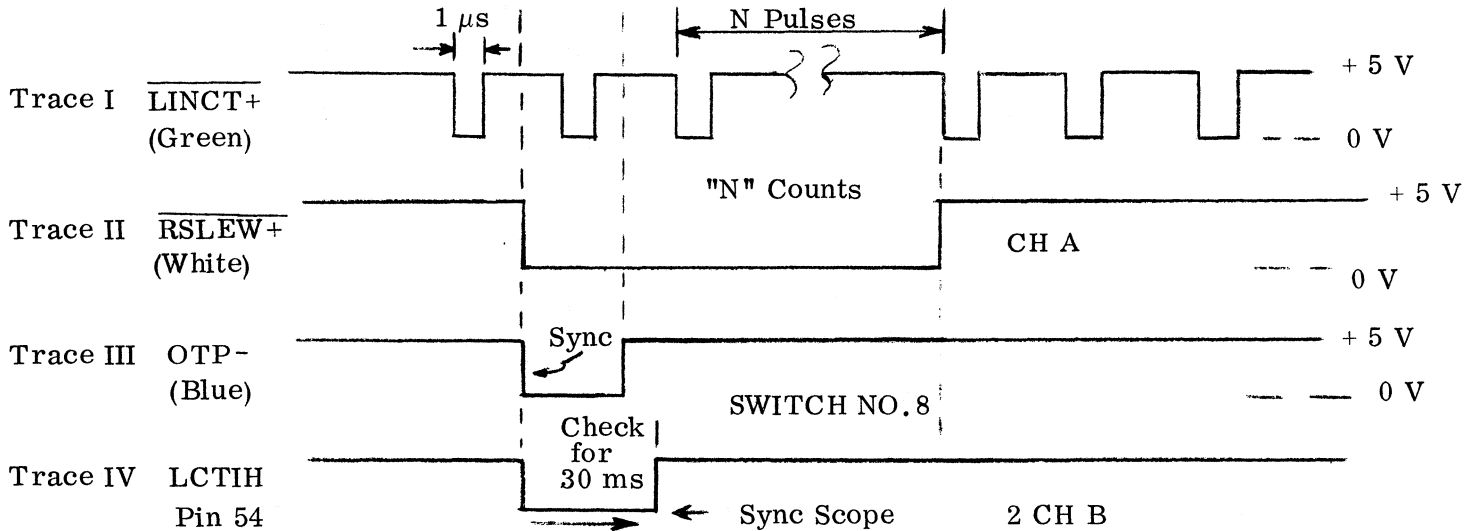 1 μs
N Pulses
Trace I LINCT+
(Green)
+ 5 V
0 V
"N" Counts
Trace II RSLEW+
(White)
+ 5 V
CH A
0 V
Trace III OTP-
(Blue)
Sync
+ 5 V
0 V
SWITCH NO. 8
Check
for
30 ms
Trace IV LCTIH
Pin 54
Sync Scope 2 CH B